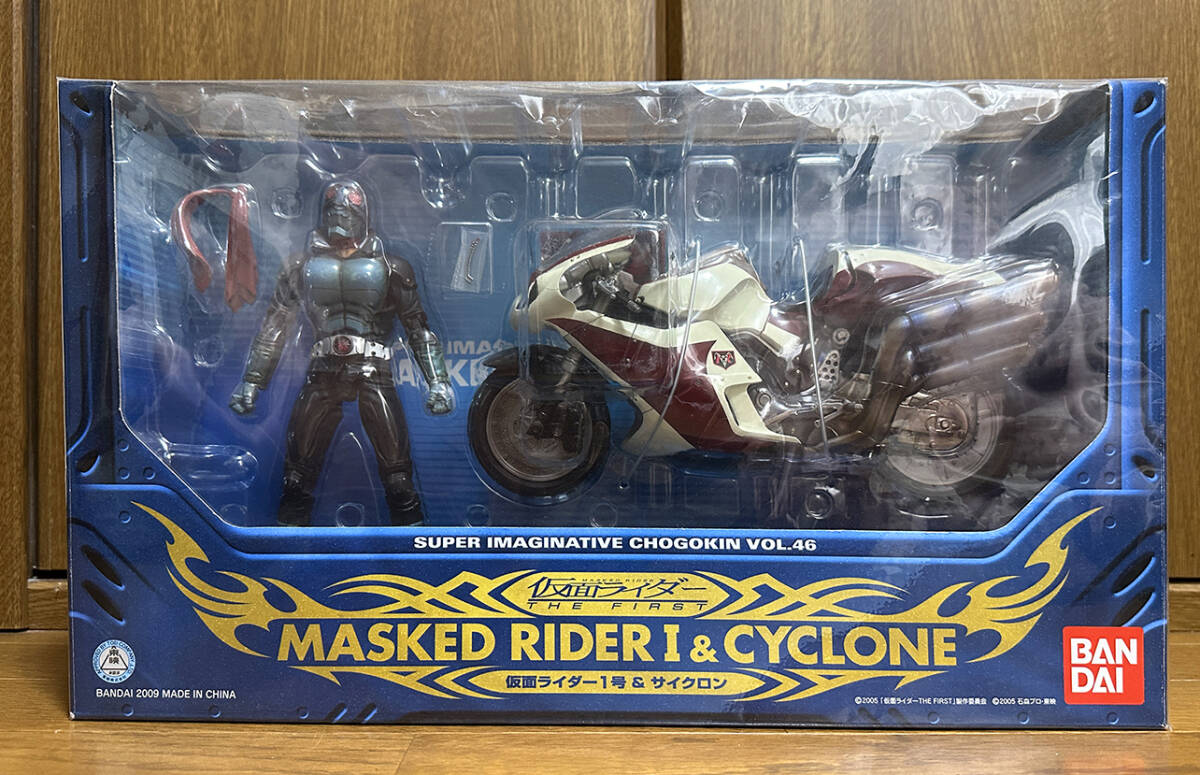 SUPER IMAGINATIVE CHOGOKIN VOL.46
MASKED RIDER
仮面ライダー
THE FIRST
MASKED RIDER I & CYCLONE
仮面ライダー1号 & サイクロン
東映
BANDAI 2009 MADE IN CHINA
©2005「仮面ライダーTHE FIRST」製作委員会 ©2005 石森プロ・東映
BAN
DAI